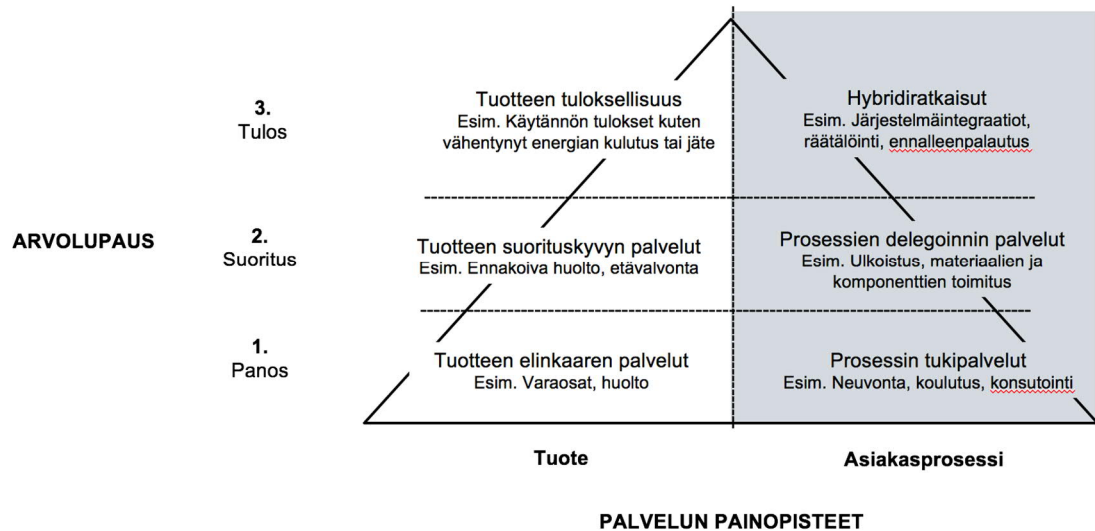 3.
Tulos
Tuotteen tuloksellisuus
Esim. Käytännön tulokset kuten
vähentynyt energian kulutus tai jäte
Hybridiratkaisut
Esim. Järjestelmäintegraatiot,
räätälöinti, ennalleenpalautus
ARVOLUPAUS
2.
Suoritus
Tuotteen suorituskyvyn palvelut
Esim. Ennakoiva huolto, etävalvonta
Prosessien delegoinnin palvelut
Esim. Ulkoistus, materiaalien ja
komponenttien toimitus
1.
Panos
Tuotteen elinkaaren palvelut
Esim. Varaosat, huolto
Prosessin tukipalvelut
Esim. Neuvonta, koulutus, konsutointi
Tuote
Asiakasprosessi
PALVELUN PAINOPISTEET